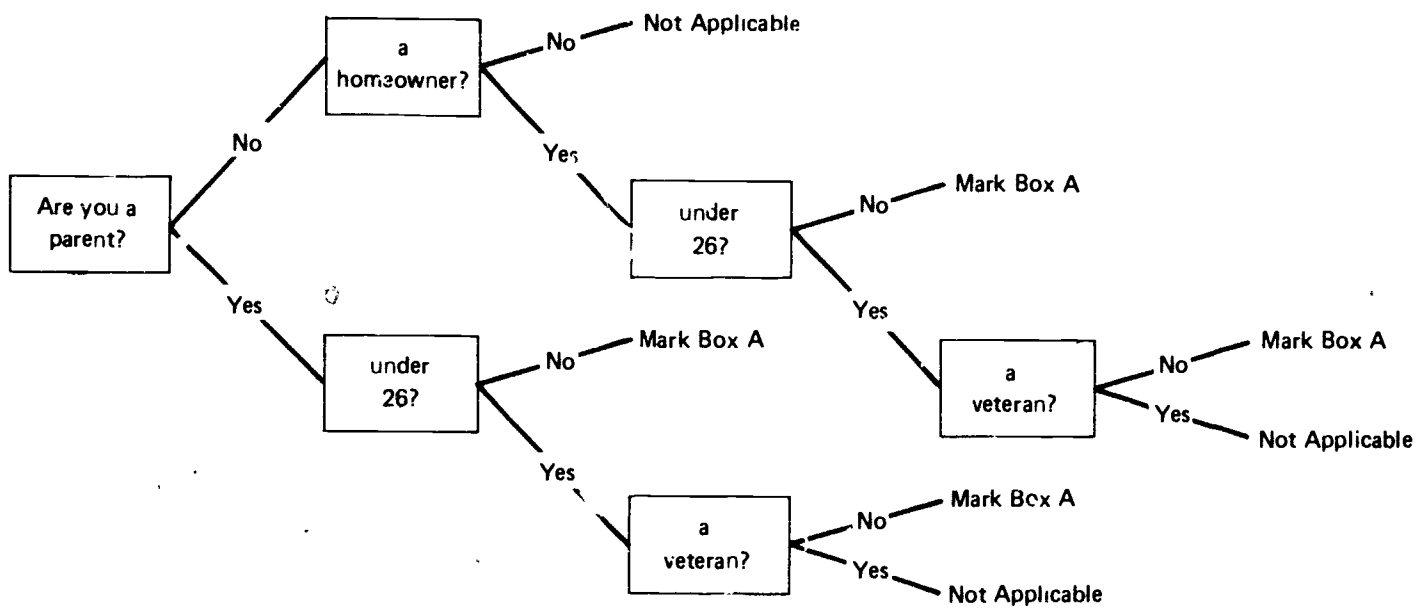 a
homeowner?
No
Not Applicable
No
Yes
Are you a
parent?
under
26?
No
Mark Box A
Yes
Yes
under
26?
No
Mark Box A
a
veteran?
No
Mark Box A
Yes
Not Applicable
Yes
a
veteran?
No
Mark Box A
Yes
Not Applicable